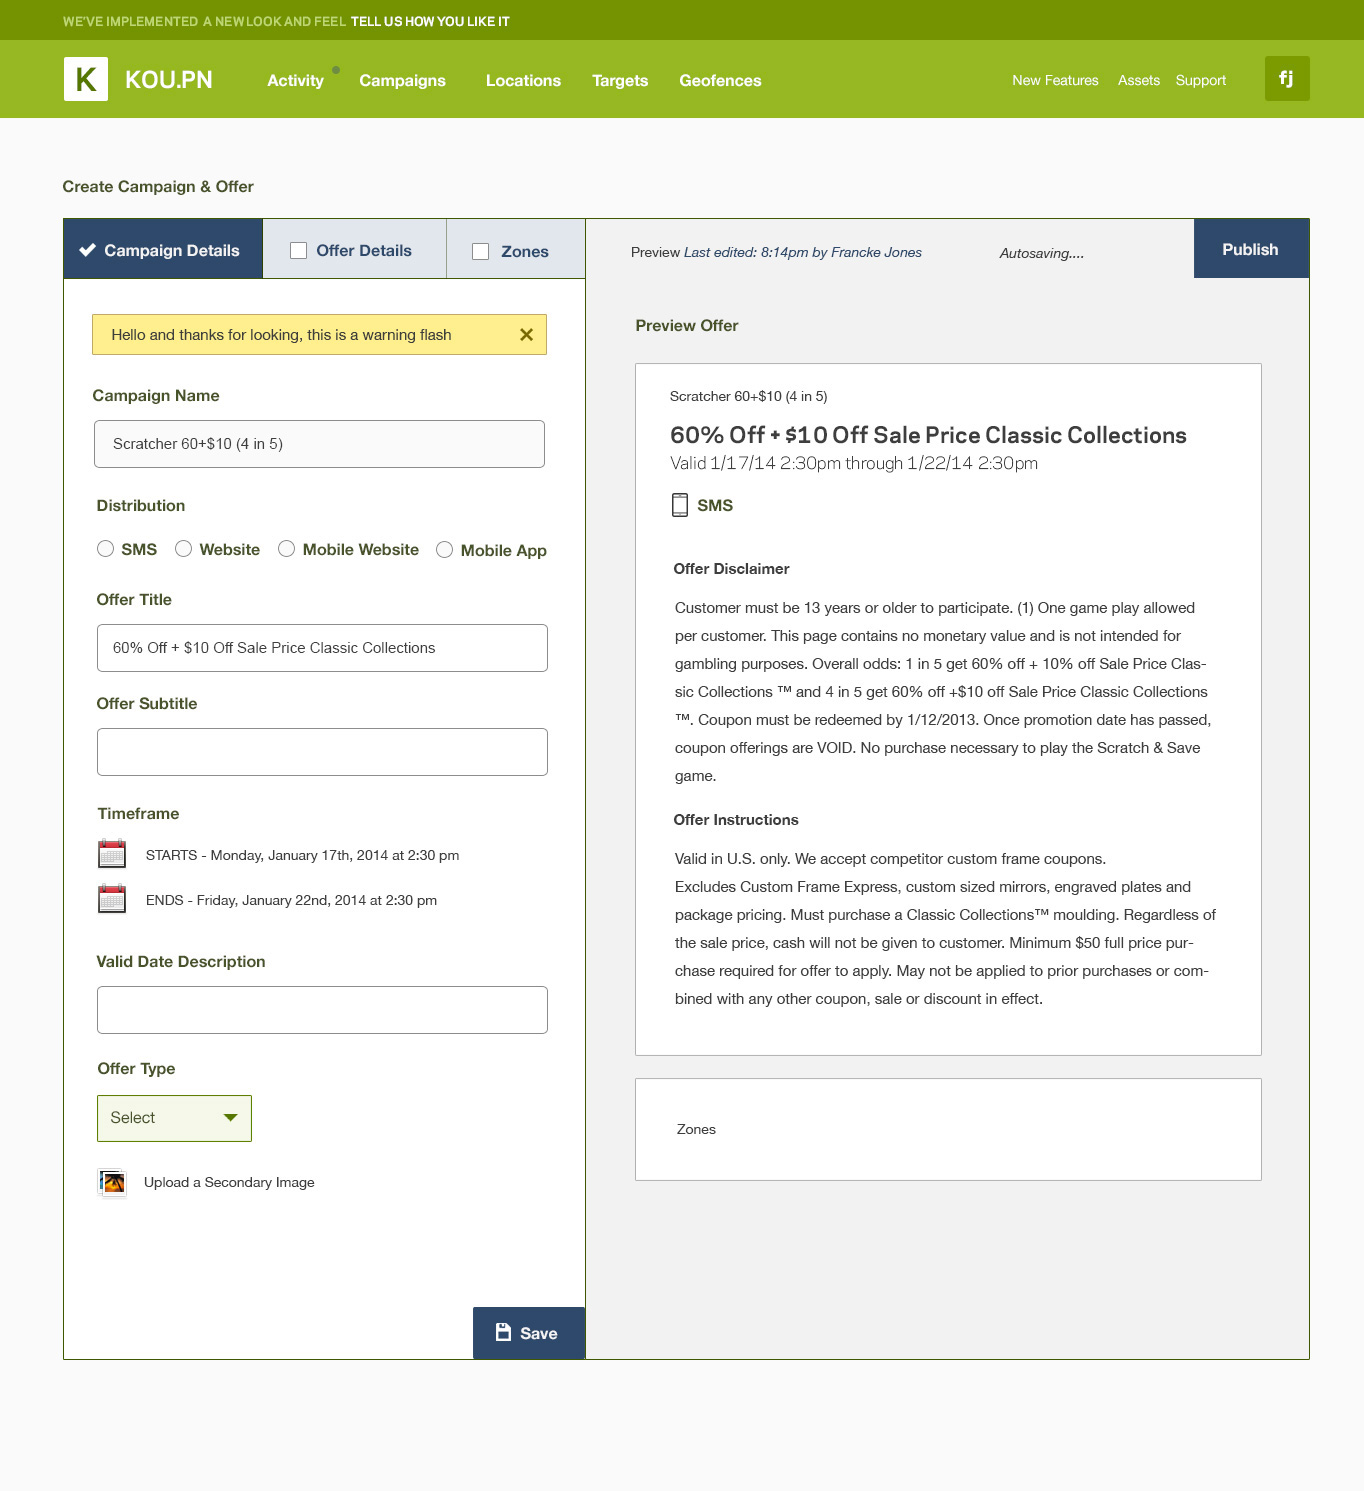 WE'VE IMPLEMENTED A NEW LOOK AND FEEL TELL US HOW YOU LIKE IT
K KOU.PN Activity Campaigns Locations Targets Geofences New Features Assets Support fj
Create Campaign & Offer
Campaign Details Offer Details Zones Preview Last edited: 8:14pm by Francke Jones Autosaving.... Publish
Hello and thanks for looking, this is a warning flash
Campaign Name
Scratcher 60+$10 (4 in 5)
Distribution
SMS Website Mobile Website Mobile App
Offer Title
60% Off + $10 Off Sale Price Classic Collections
Offer Subtitle
Timeframe
STARTS - Monday, January 17th, 2014 at 2:30 pm
ENDS - Friday, January 22nd, 2014 at 2:30 pm
Valid Date Description
Offer Type
Select
Upload a Secondary Image
Save
Preview Offer
Scratcher 60+$10 (4 in 5)
60% Off + $10 Off Sale Price Classic Collections
Valid 1/17/14 2:30pm through 1/22/14 2:30pm
SMS
Offer Disclaimer
Customer must be 13 years or older to participate. (1) One game play allowed
per customer. This page contains no monetary value and is not intended for
gambling purposes. Overall odds: 1 in 5 get 60% off + 10% off Sale Price Clas-
sic Collections ™ and 4 in 5 get 60% off +$10 off Sale Price Classic Collections
™. Coupon must be redeemed by 1/12/2013. Once promotion date has passed,
coupon offerings are VOID. No purchase necessary to play the Scratch & Save
game.
Offer Instructions
Valid in U.S. only. We accept competitor custom frame coupons.
Excludes Custom Frame Express, custom sized mirrors, engraved plates and
package pricing. Must purchase a Classic Collections™ moulding. Regardless of
the sale price, cash will not be given to customer. Minimum $50 full price pur-
chase required for offer to apply. May not be applied to prior purchases or com-
bined with any other coupon, sale or discount in effect.
Zones